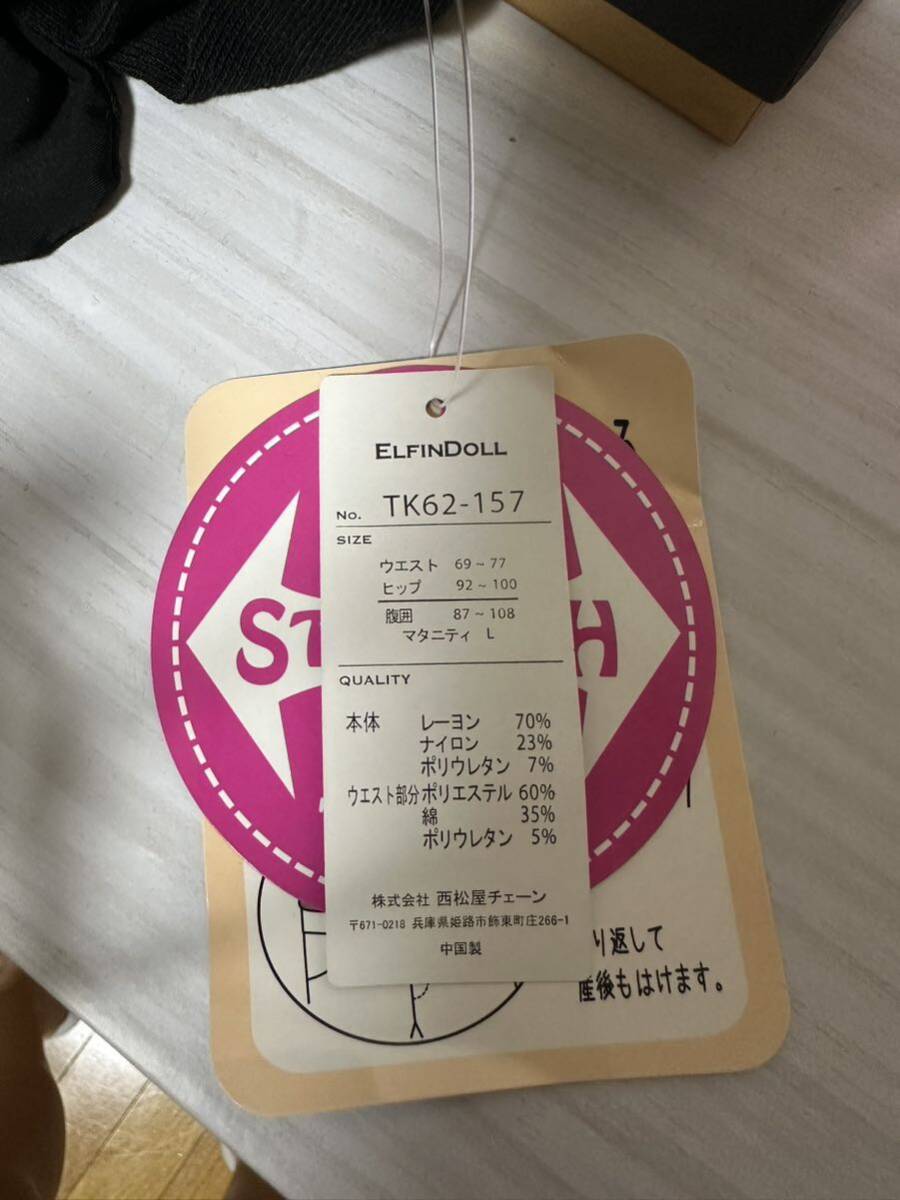 ELFINDOLL
No. TK62-157
SIZE
ウエスト 69~77
ヒップ 92~100
腹囲 87~108
マタニティ L
QUALITY
本体 レーヨン 70%
ナイロン 23%
ポリウレタン 7%
ウエスト部分 ポリエステル 60%
綿 35%
ポリウレタン 5%
株式会社 西松屋チェーン
〒671-0218 兵庫県姫路市飾東町庄266-1
中国製
ST H
り返して
産後もはけます。